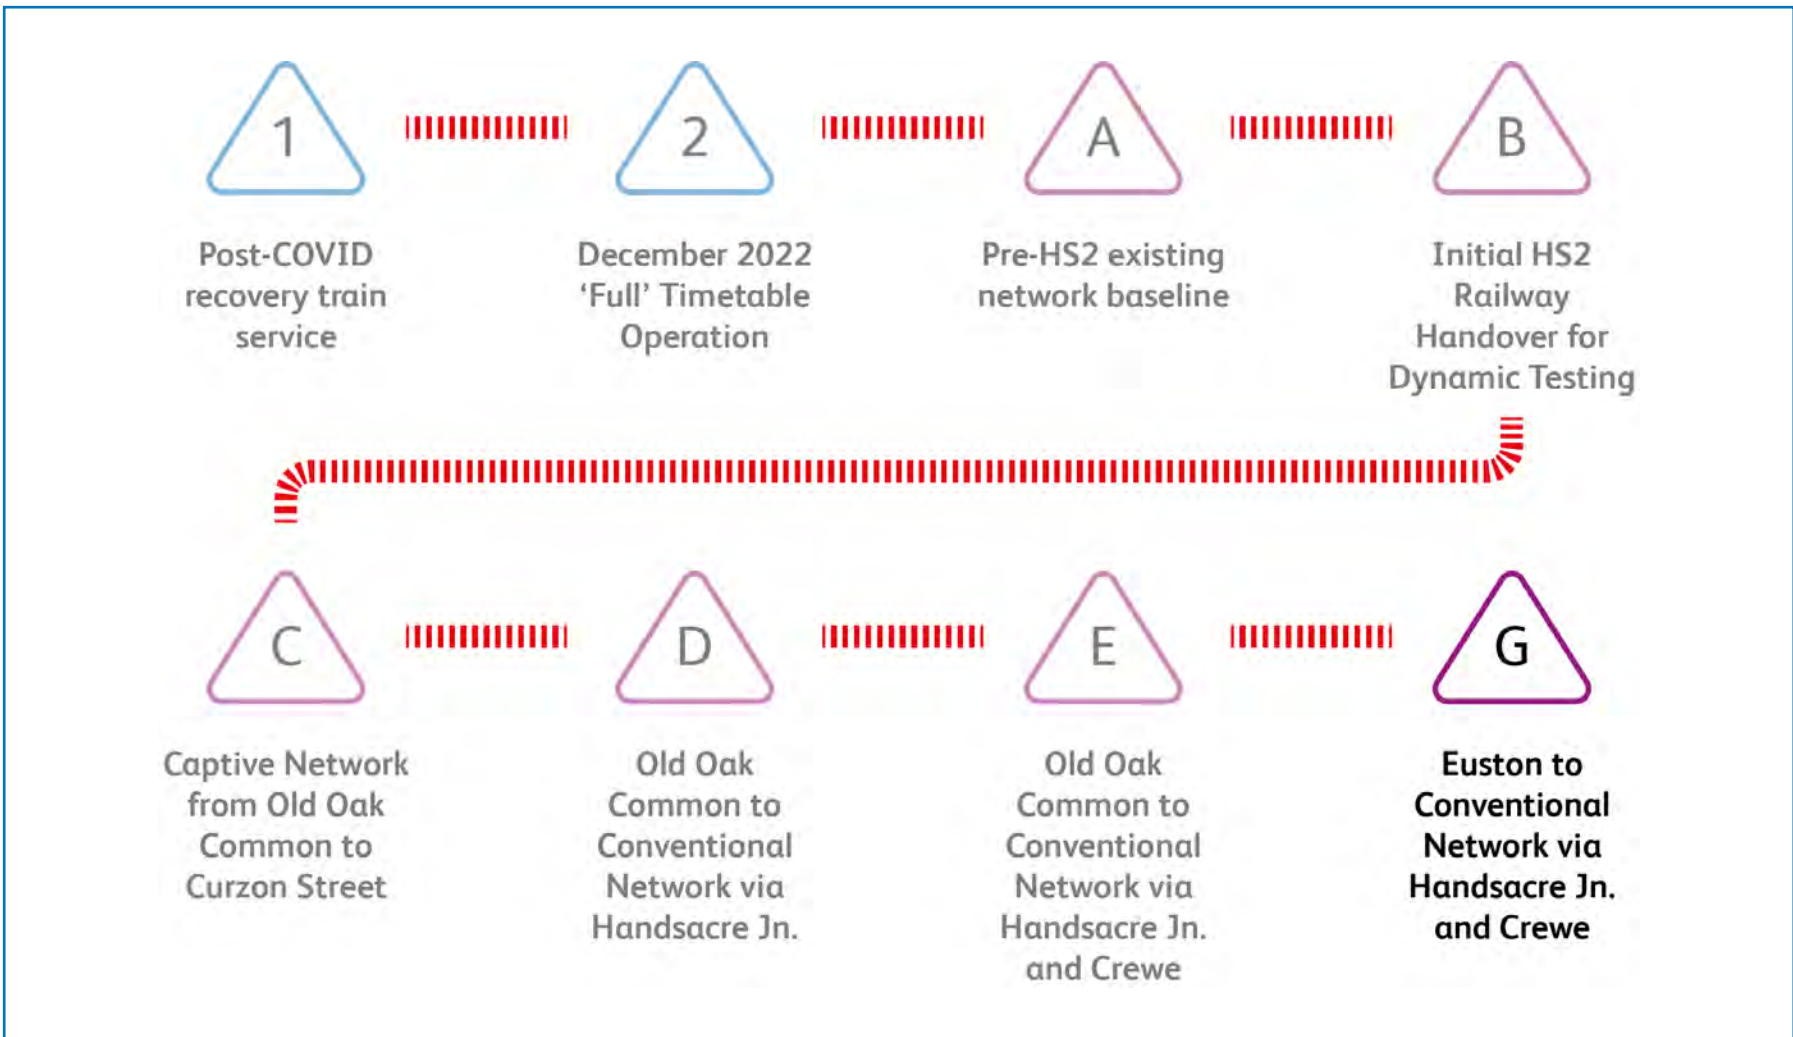 1
Post-COVID
recovery train
service
2
December 2022
‘Full’ Timetable
Operation
A
Pre-HS2 existing
network baseline
B
Initial HS2
Railway
Handover for
Dynamic Testing
C
Captive Network
from Old Oak
Common to
Curzon Street
D
Old Oak
Common to
Conventional
Network via
Handsacre Jn.
E
Old Oak
Common to
Conventional
Network via
Handsacre Jn.
and Crewe
G
Euston to
Conventional
Network via
Handsacre Jn.
and Crewe